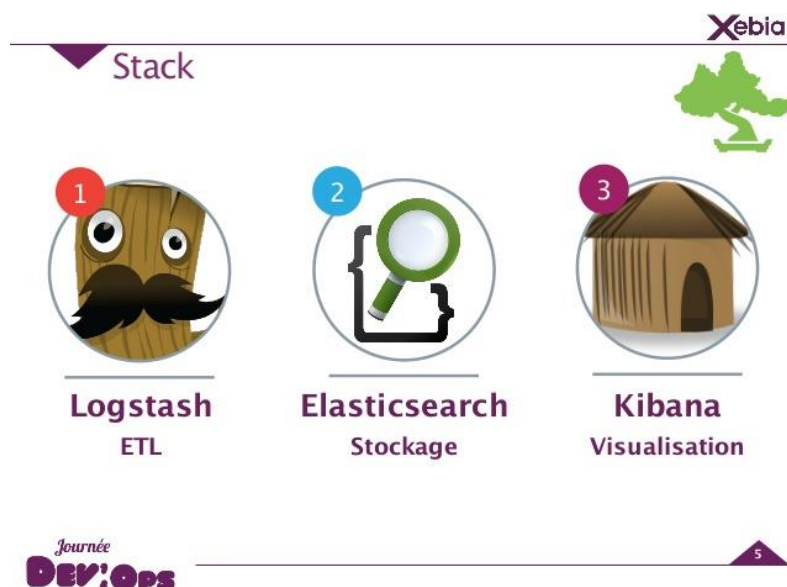 Xebia
Stack
1
2
3
Logstash
Elasticsearch
Kibana
ETL
Stockage
Visualisation
Journée
DEV:OPS
5